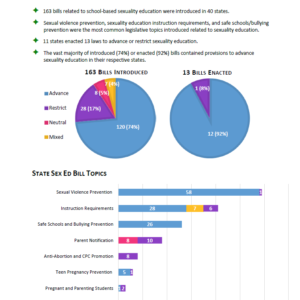 163 bills related to school-based sexuality education were introduced in 40 states.
Sexual violence prevention, sexuality education instruction requirements, and safe schools/bullying
prevention were the most common legislative topics introduced related to sexuality education.
11 states enacted 13 laws to advance or restrict sexuality education.
The vast majority of introduced (74%) or enacted (92%) bills contained provisions to advance
sexuality education in their respective states.
163 BILLS INTRODUCED
13 BILLS ENACTED
Advance
Restrict
Neutral
Mixed
7 (4%)
8 (5%)
28 (17%)
120 (74%)
1 (8%)
12 (92%)
STATE SEX ED BILL TOPICS
Sexual Violence Prevention 58 1
Instruction Requirements 28 7 6
Safe Schools and Bullying Prevention 26
Parent Notification 8 10
Anti-Abortion and CPC Promotion 8
Teen Pregnancy Prevention 5 1
Pregnant and Parenting Students 1 2